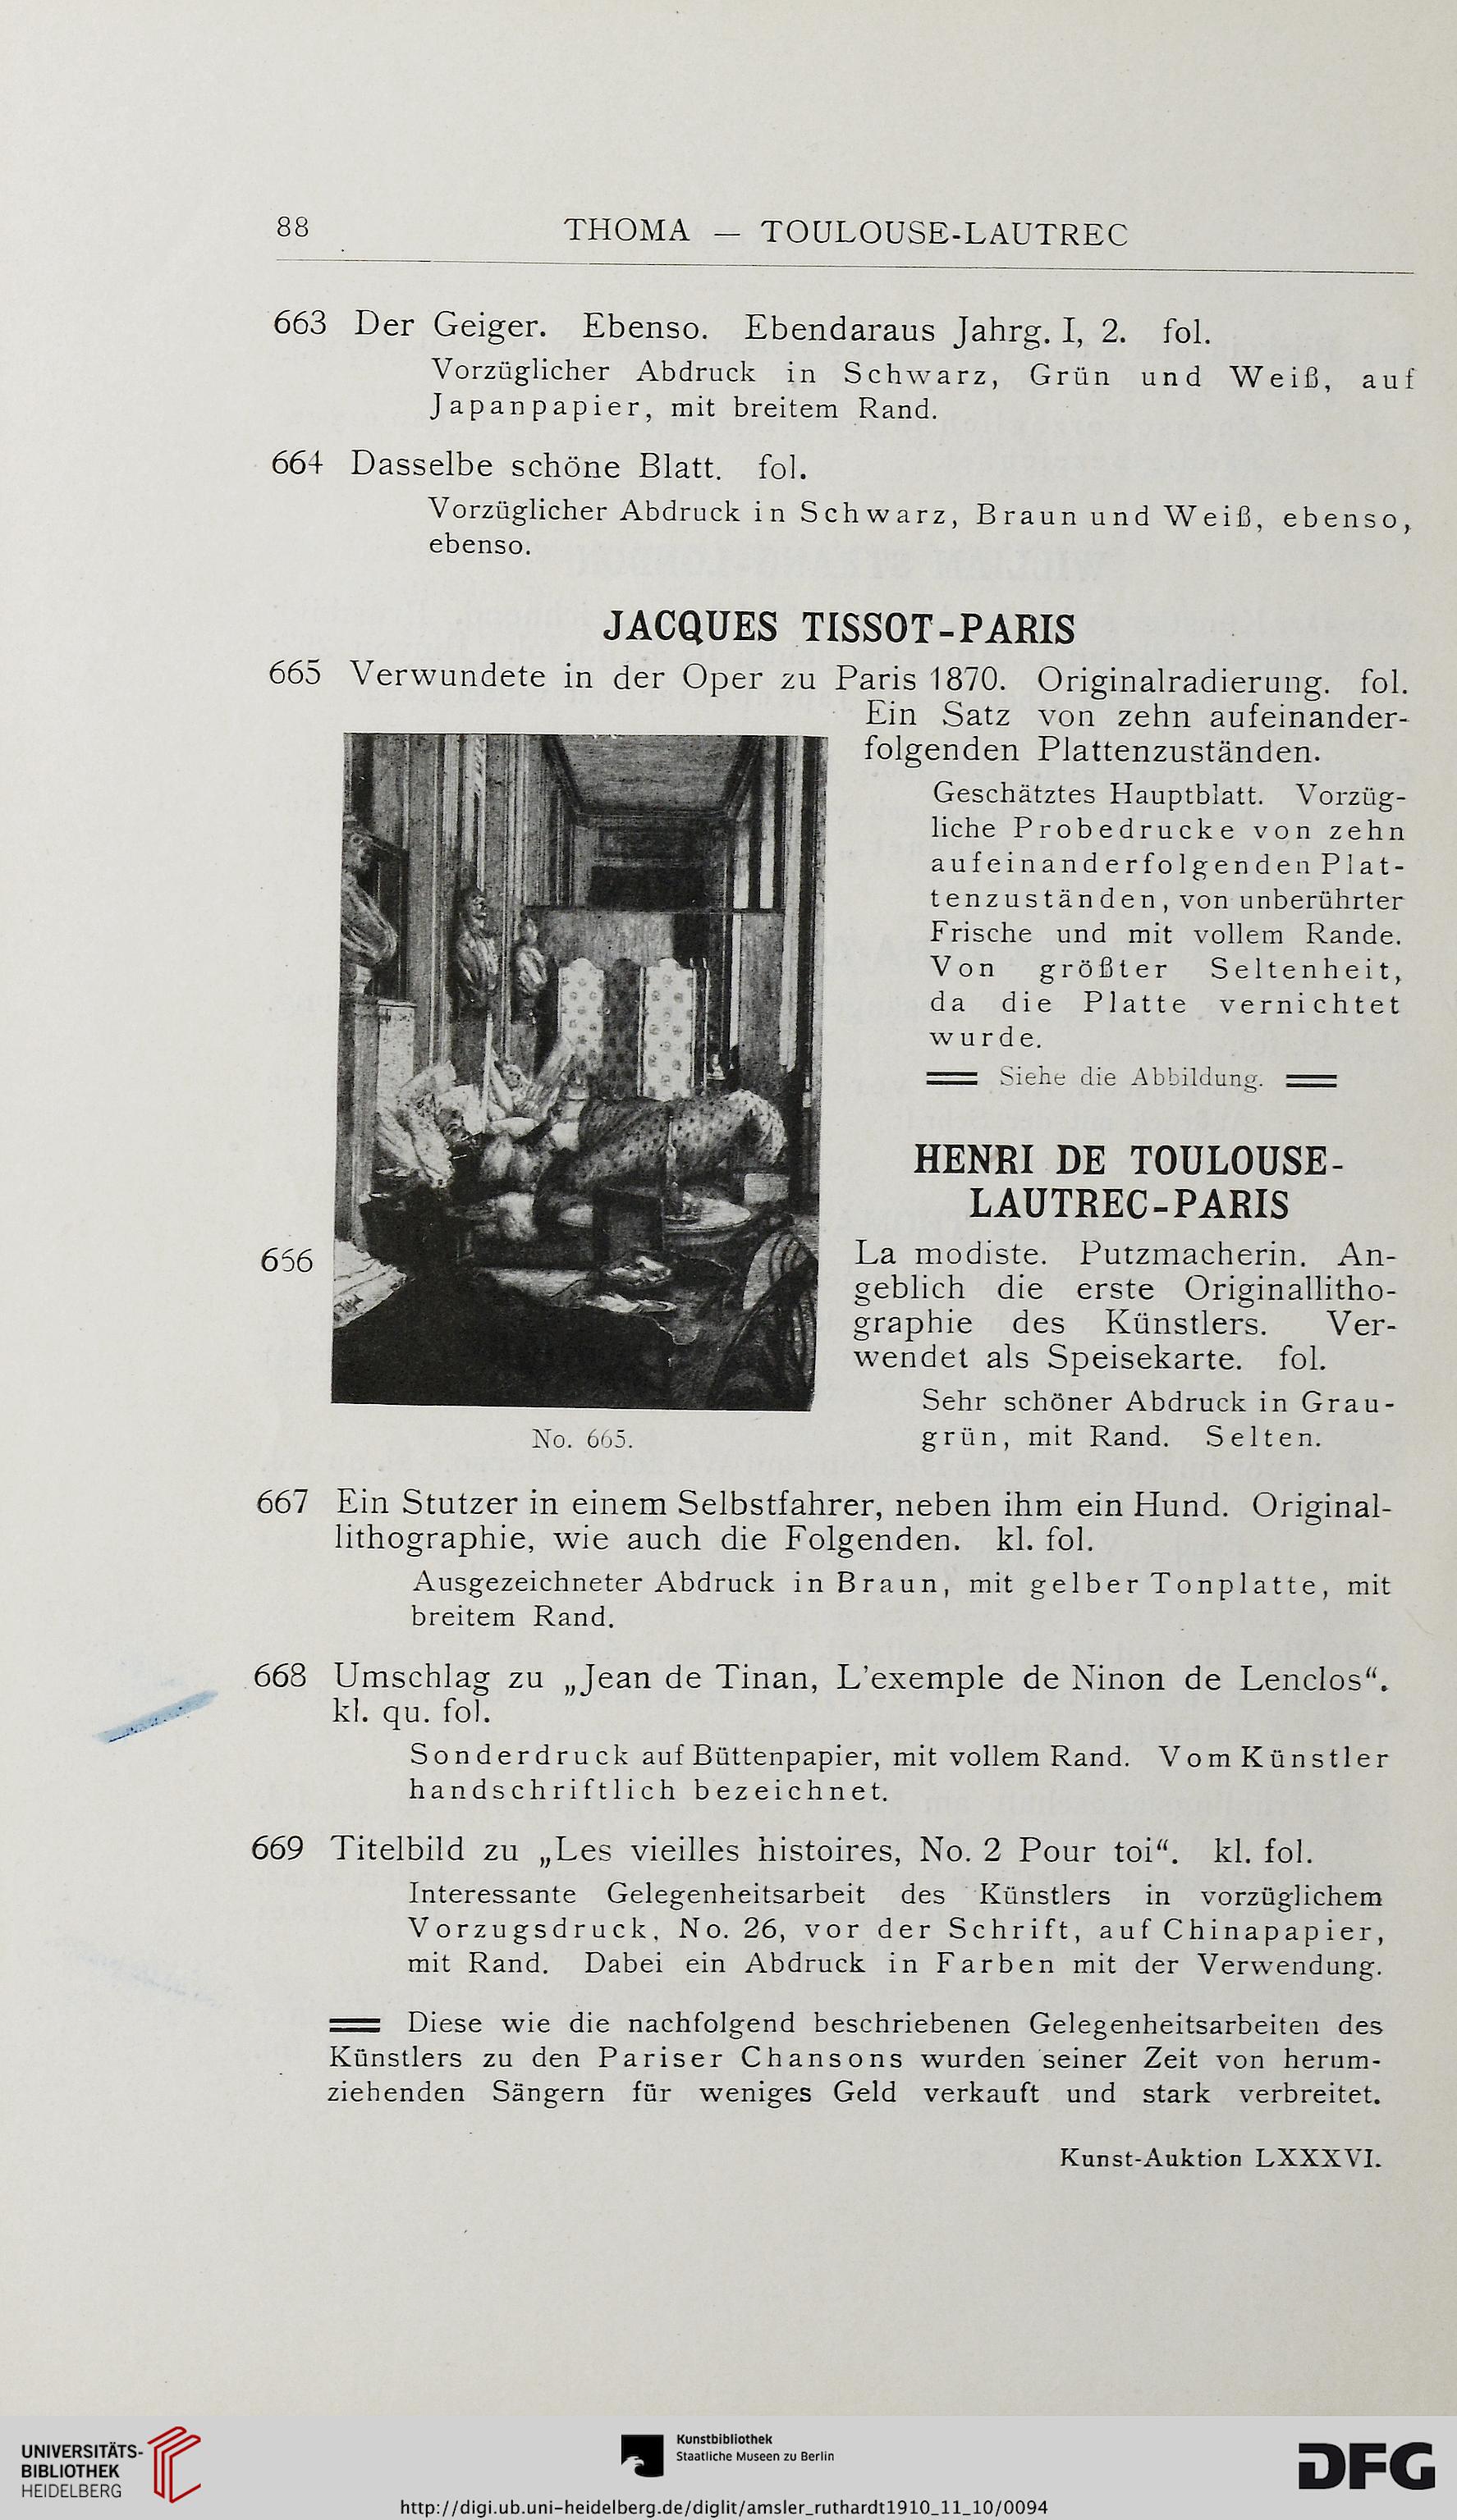 88 THOMA — TOULOUSE-LAUTREC
663 Der Geiger. Ebenso. Ebendaraus Jahrg. I, 2. fol.
Vorzüglicher Abdruck in Schwarz, Grün und Weiß, auf
Japanpapier, mit breitem Rand.
664 Dasselbe schöne Blatt. fol.
Vorzüglicher Abdruck in Schwarz, Braun und Weiß, ebenso,
ebenso.
JACQUES TISSOT-PARIS
665 Verwundete in der Oper zu Paris 1870. Originalradierung. fol.
Ein Satz von zehn aufeinander-
folgenden Plattenzuständen.
Geschätztes Hauptblatt. Vorzüg-
liche Probedrucke von zehn
aufeinanderfolgenden Plat-
tenzuständen, von unberührter
Frische und mit vollem Rande.
Von größter Seltenheit,
da die Platte vernichtet
wurde.
Siehe die Abbildung.
No. 665.
HENRI DE TOULOUSE-
LAUTREC-PARIS
666 La modiste. Putzmacherin. An-
geblich die erste Originallitho-
graphie des Künstlers. Ver-
wendet als Speisekarte. fol.
Sehr schöner Abdruck in Grau-
grün, mit Rand. Selten.
667 Ein Stutzer in einem Selbstfahrer, neben ihm ein Hund. Original-
lithographie, wie auch die Folgenden. kl. fol.
Ausgezeichneter Abdruck in Braun, mit gelber Tonplatte, mit
breitem Rand.
668 Umschlag zu „Jean de Tinan, L'exemple de Ninon de Lenclos“.
kl. qu. fol.
Sonderdruck auf Büttenpapier, mit vollem Rand. Vom Künstler
handschriftlich bezeichnet.
669 Titelbild zu „Les vieilles histoires, No. 2 Pour toi“. kl. fol.
Interessante Gelegenheitsarbeit des Künstlers in vorzüglichem
Vorzugsdruck, No. 26, vor der Schrift, auf Chinapapier,
mit Rand. Dabei ein Abdruck in Farben mit der Verwendung.
Diese wie die nachfolgend beschriebenen Gelegenheitsarbeiten des
Künstlers zu den Pariser Chansons wurden seiner Zeit von herum-
ziehenden Sängern für weniges Geld verkauft und stark verbreitet.
Kunst-Auktion LXXXVI.
UNIVERSITÄTS-
BIBLIOTHEK
HEIDELBERG
Kunstbibliothek
Staatliche Museen zu Berlin
DFG
http://digi.ub.uni-heidelberg.de/diglit/amsler_ruthardt1910_11_10/0094